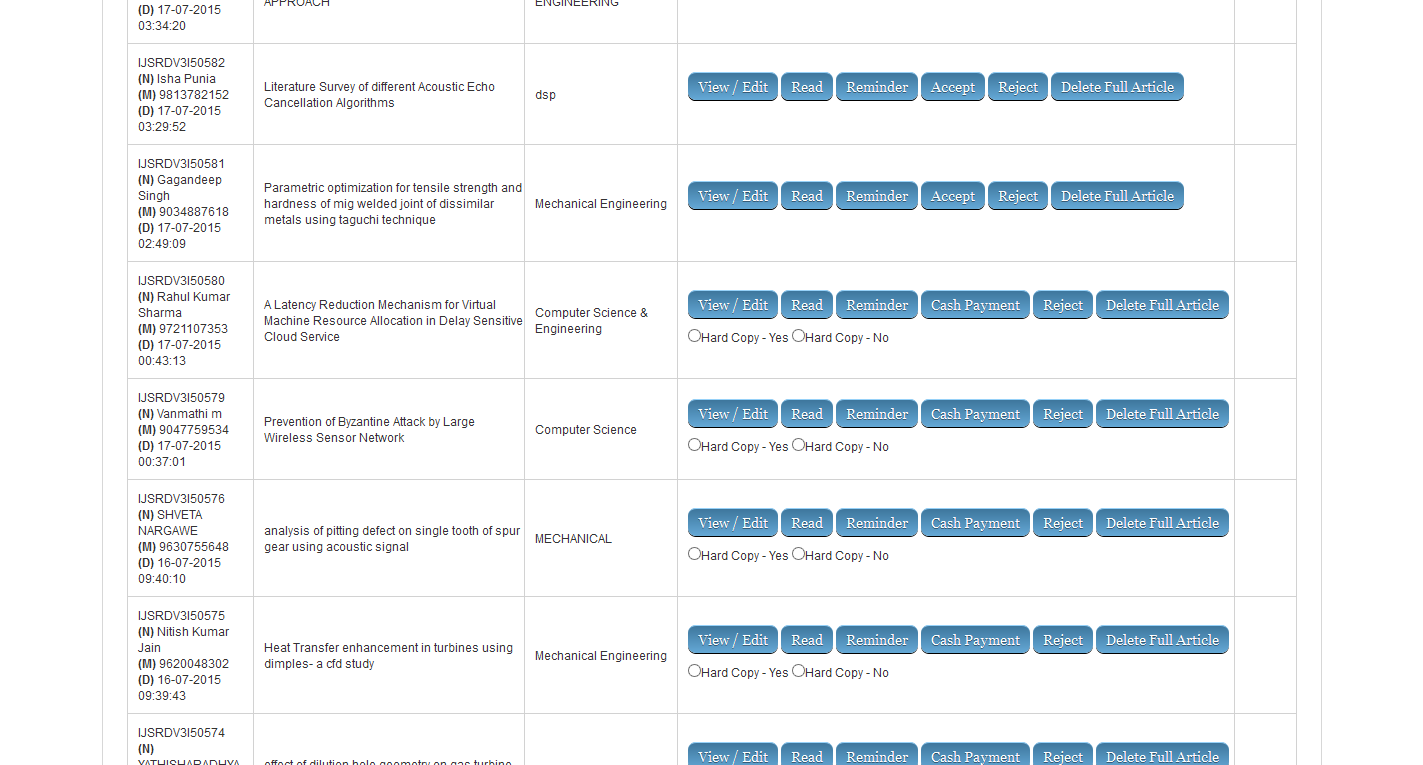 (D) 17-07-2015
03:34:20
APPROACH
ENGINEERING
IJSRDV3I50582
(N) Isha Punia
(M) 9813782152
(D) 17-07-2015
03:29:52
Literature Survey of different Acoustic Echo
Cancellation Algorithms
dsp
View / Edit Read Reminder Accept Reject Delete Full Article
IJSRDV3I50581
(N) Gagandeep
Singh
(M) 9034887618
(D) 17-07-2015
02:49:09
Parametric optimization for tensile strength and
hardness of mig welded joint of dissimilar
metals using taguchi technique
Mechanical Engineering
View / Edit Read Reminder Accept Reject Delete Full Article
IJSRDV3I50580
(N) Rahul Kumar
Sharma
(M) 9721107353
(D) 17-07-2015
00:43:13
A Latency Reduction Mechanism for Virtual
Machine Resource Allocation in Delay Sensitive
Cloud Service
Computer Science &
Engineering
View / Edit Read Reminder Cash Payment Reject Delete Full Article
Hard Copy - Yes Hard Copy - No
IJSRDV3I50579
(N) Vanmathi m
(M) 9047759534
(D) 17-07-2015
00:37:01
Prevention of Byzantine Attack by Large
Wireless Sensor Network
Computer Science
View / Edit Read Reminder Cash Payment Reject Delete Full Article
Hard Copy - Yes Hard Copy - No
IJSRDV3I50576
(N) SHVETA
NARGAWE
(M) 9630755648
(D) 16-07-2015
09:40:10
analysis of pitting defect on single tooth of spur
gear using acoustic signal
MECHANICAL
View / Edit Read Reminder Cash Payment Reject Delete Full Article
Hard Copy - Yes Hard Copy - No
IJSRDV3I50575
(N) Nitish Kumar
Jain
(M) 9620048302
(D) 16-07-2015
09:39:43
Heat Transfer enhancement in turbines using
dimples- a cfd study
Mechanical Engineering
View / Edit Read Reminder Cash Payment Reject Delete Full Article
Hard Copy - Yes Hard Copy - No
IJSRDV3I50574
(N)
YATHISHARADHYA
effect of dilution hole geometry on gas turbine
View / Edit Read Reminder Cash Payment Reject Delete Full Article